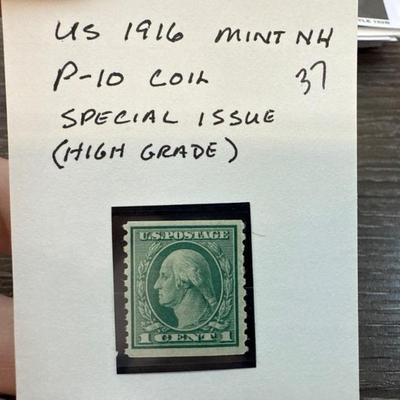 US 1916 MINT NH
P-10 COIL 37
SPECIAL ISSUE
(HIGH GRADE)
U.S. POSTAGE
1 CENT 1